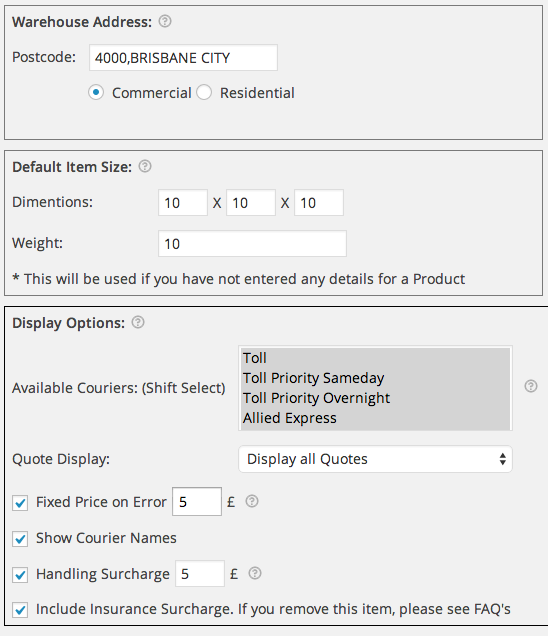 Warehouse Address: ?
Postcode: 4000,BRISBANE CITY
Commercial Residential
Default Item Size: ?
Dimentions: 10 X 10 X 10
Weight: 10
* This will be used if you have not entered any details for a Product
Display Options: ?
Toll
Toll Priority Sameday
Available Couriers: (Shift Select) ?
Toll Priority Overnight
Allied Express
Quote Display: Display all Quotes
Fixed Price on Error 5 £ ?
Show Courier Names
Handling Surcharge 5 £ ?
Include Insurance Surcharge. If you remove this item, please see FAQ's